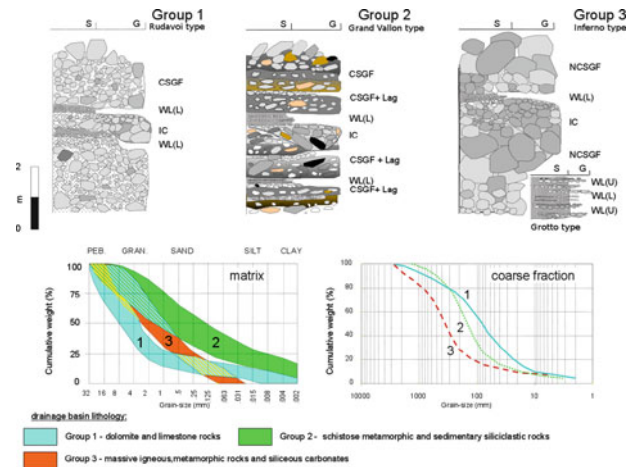 Group 1
Rudavoi type
S G
CSGF
WL(L)
IC
WL(L)
2
m
0
Group 2
Grand Vallon type
S G
CSGF
CSGF+ Lag
WL(L)
IC
CSGF + Lag
WL(L)
CSGF+ Lag
Group 3
Inferno type
S G
NCSGF
WL(L)
IC
NCSGF
S G
WL(U)
WL(L)
WL(U)
Grotto type
PEB. GRAN. SAND SILT CLAY
matrix
Cumulative weight (%)
100
75
50
25
0
1 3 2
32 16 8 4 2 1 .5 .25 .125 .063 .031 .015 .008 .004 .002
Grain-size (mm)
coarse fraction
Cumulative weight (%)
100
80
60
40
20
0
1
2
3
10000 1000 100 10 1
Grain-size (mm)
drainage basin lithology:
Group 1 - dolomite and limestone rocks
Group 2 - schistose metamorphic and sedimentary siliciclastic rocks
Group 3 - massive igneous,metamorphic rocks and siliceous carbonates